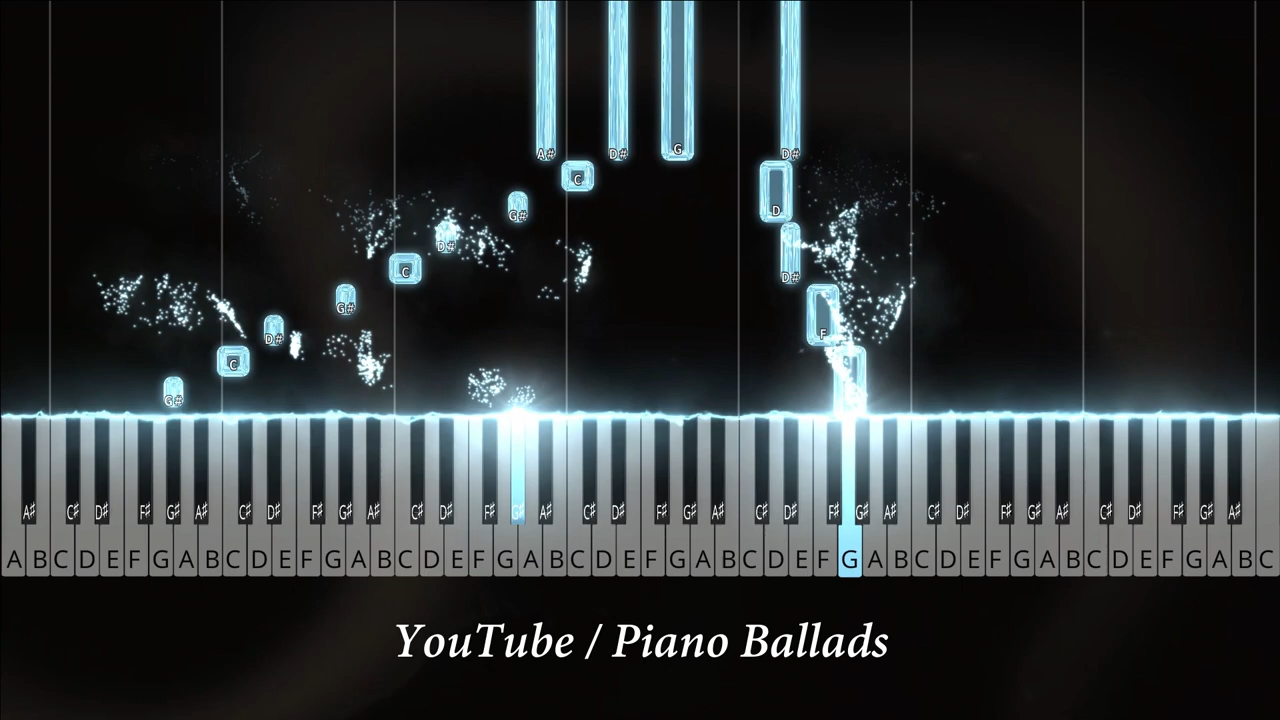 A# D# G D#
C
D
G#
D#
C D#
G#
F
D#
C
G#
A♯ C♯ D♯ F♯ G♯ A♯ C♯ D♯ F♯ G♯ A♯ C♯ D♯ F♯ G♯ A♯ C♯ D♯ F♯ G♯ A♯ C♯ D♯ F♯ G♯ A♯ C♯ D♯ F♯ G♯ A♯ C♯ D♯ F♯ G♯ A♯
A B C D E F G A B C D E F G A B C D E F G A B C D E F G A B C D E F G A B C D E F G A B C D E F G A B C
YouTube / Piano Ballads